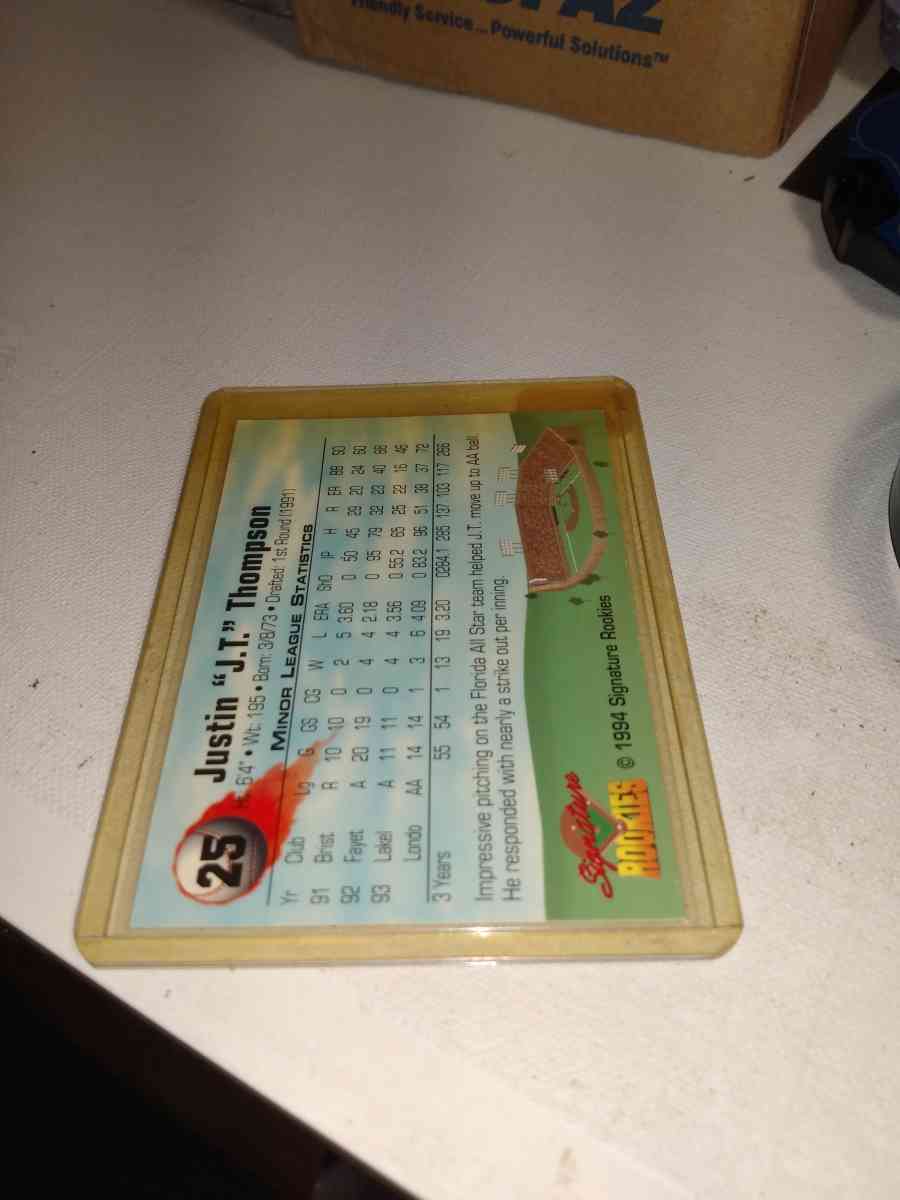 Friendly Service ... Powerful Solutions™
25
Justin "J.T." Thompson
Ht: 6'4" • Wt: 195 • Born: 3/8/73 • Drafted: 1st Round (1991)
MINOR LEAGUE STATISTICS
Yr Club Lg G GS CG W L ERA ShO IP H R ER BB SO
91 Brist R 10 10 0 2 5 3.60 0 50 45 29 20 24 60
92 Fayet A 20 19 0 4 4 2.18 0 95 79 32 23 40 88
93 Lakel A 11 11 0 4 4 3.56 0 55.2 65 25 22 16 46
Londo AA 14 14 1 3 6 4.09 0 83.2 96 51 38 37 72
3 Years 55 54 1 13 19 3.20 0 284.1 285 137 103 117 266
Impressive pitching on the Florida All Star team helped J.T. move up to AA ball.
He responded with nearly a strike out per inning.
Signature
ROOKIES
© 1994 Signature Rookies